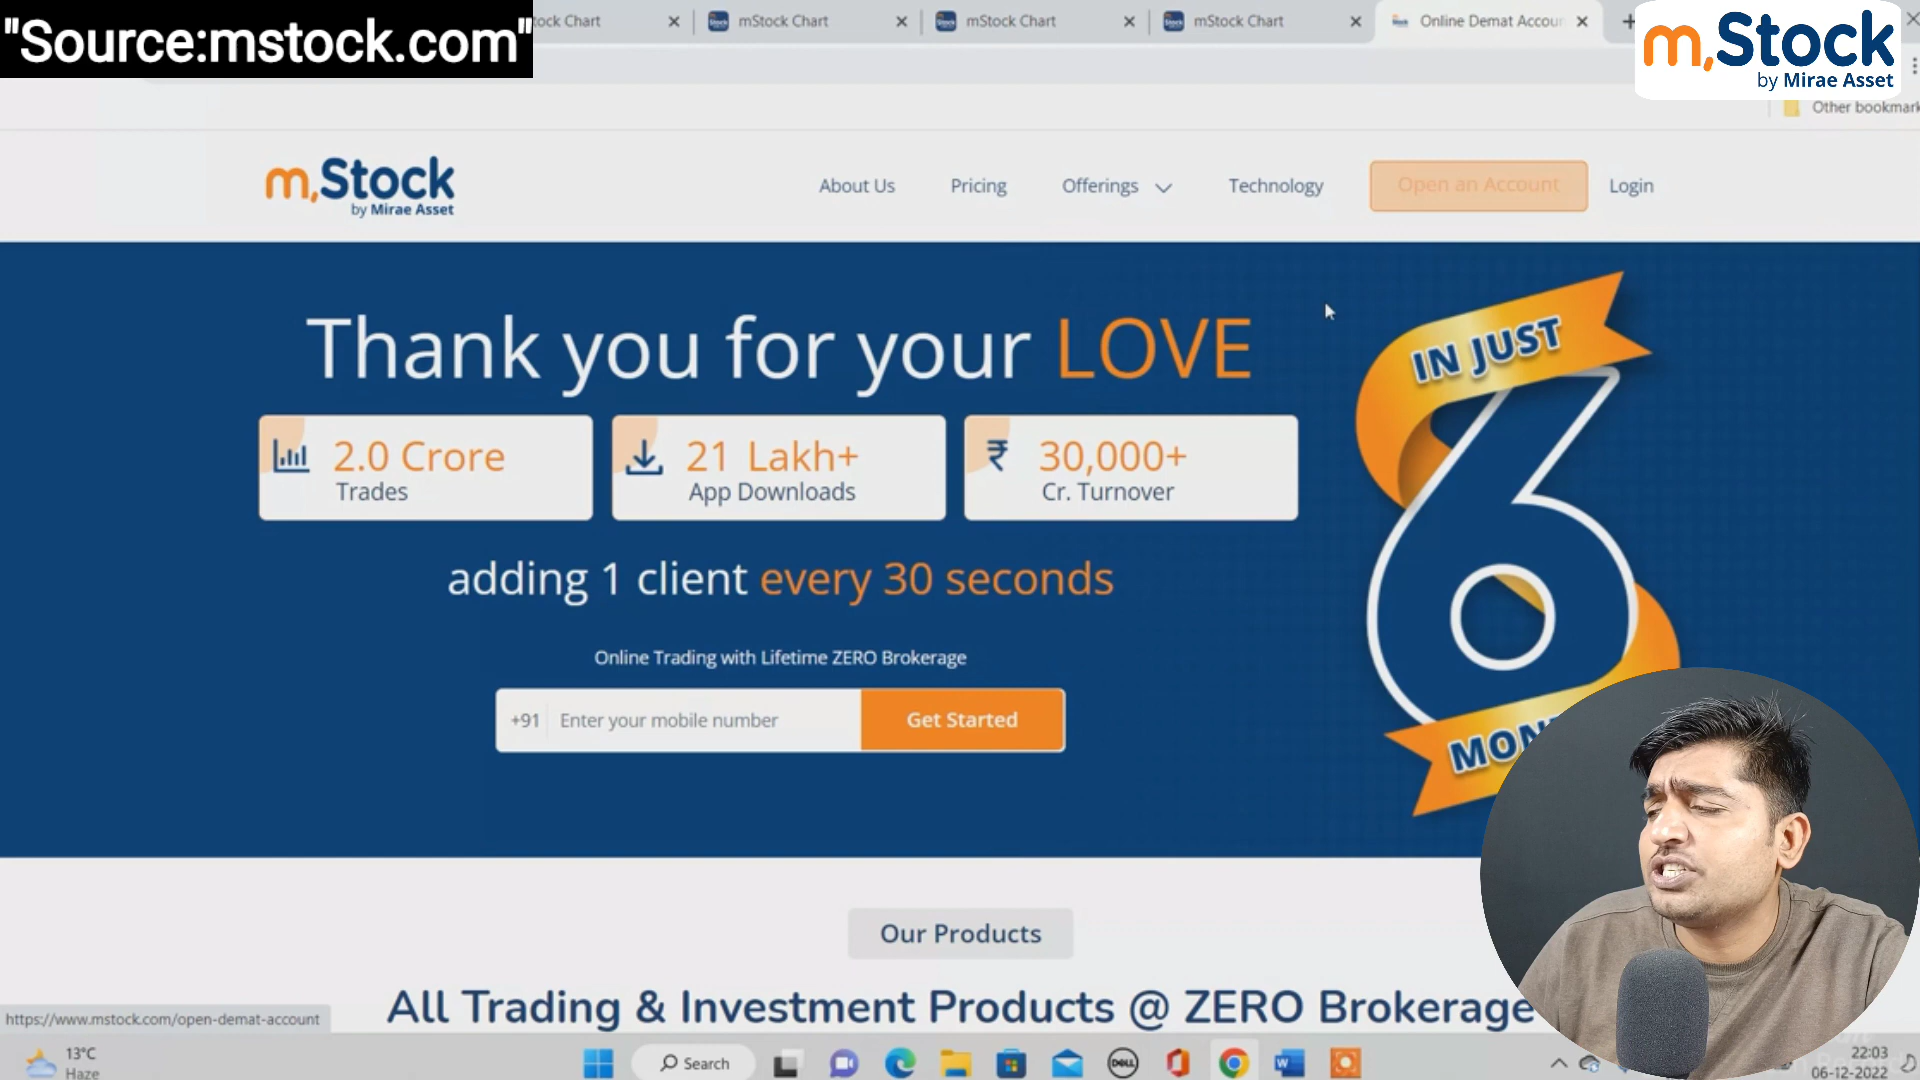 "Source:mstock.com"
tock Chart
mStock Chart
mStock Chart
mStock Chart
Online Demat Accour
m.Stock
by Mirae Asset
Other bookmark
m.Stock
by Mirae Asset
About Us
Pricing
Offerings
Technology
Open an Account
Login
Thank you for your LOVE
IN JUST
6
MON
2.0 Crore
Trades
21 Lakh+
App Downloads
₹
30,000+
Cr. Turnover
adding 1 client every 30 seconds
Online Trading with Lifetime ZERO Brokerage
+91
Enter your mobile number
Get Started
Our Products
All Trading & Investment Products @ ZERO Brokerage
https://www.mstock.com/open-demat-account
13°C
Haze
Search
DELL
W
22:03
06-12-2022